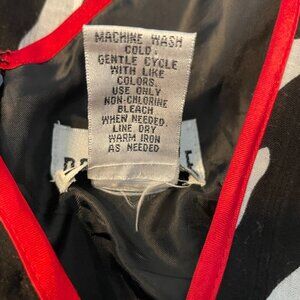 MACHINE WASH
COLD,
GENTLE CYCLE
WITH LIKE
COLORS.
USE ONLY
NON-CHLORINE
BLEACH
WHEN NEEDED.
LINE DRY
WARM IRON
AS NEEDED